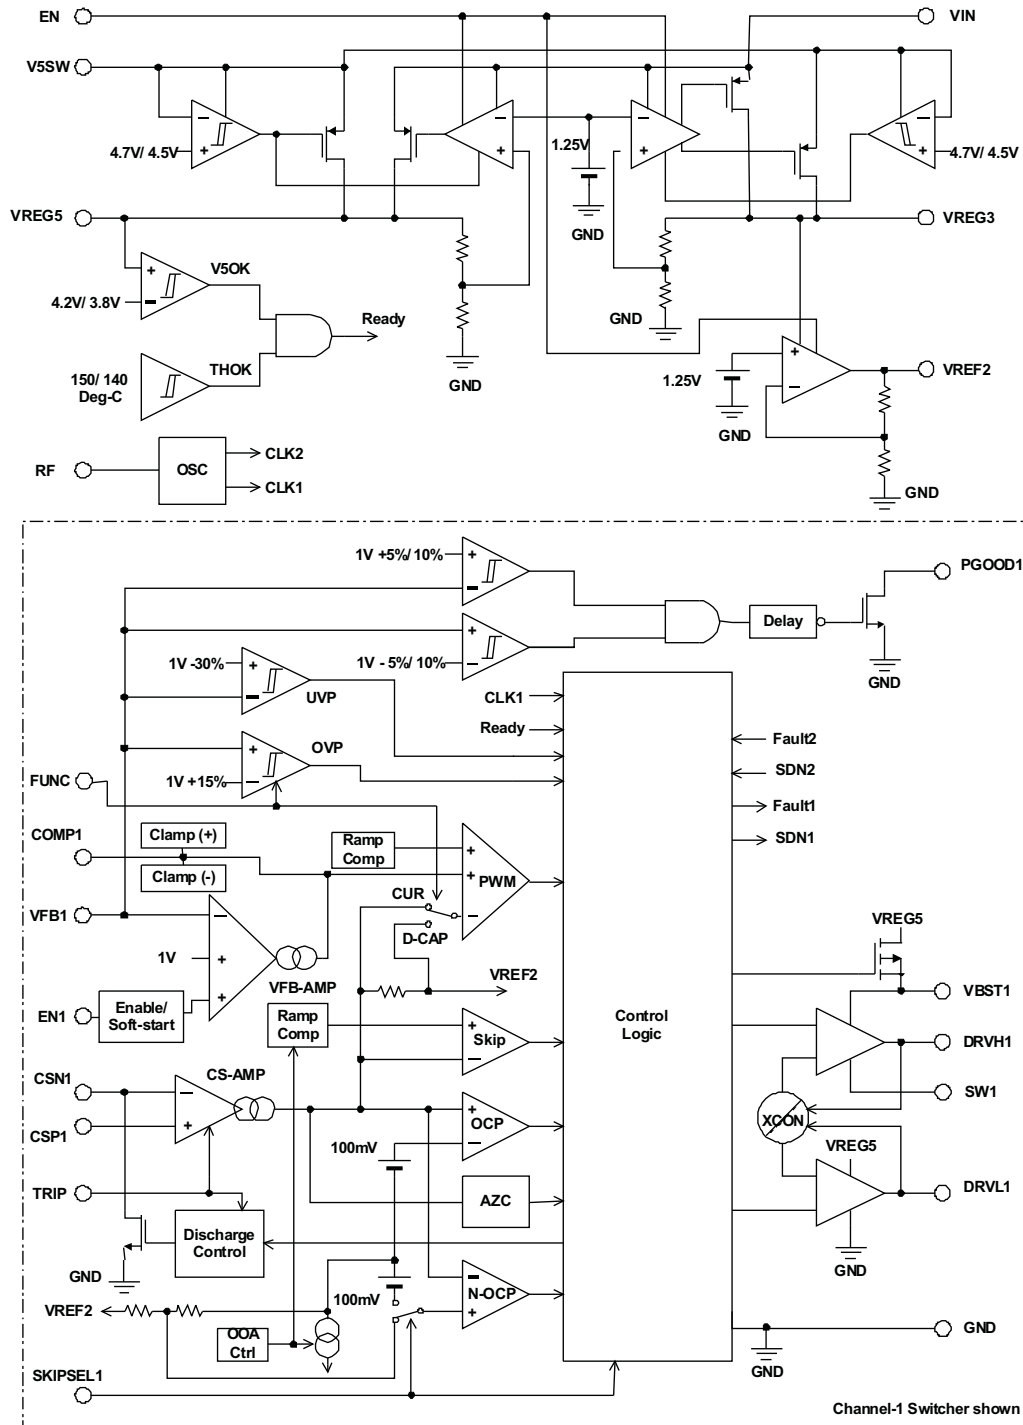 EN
VIN
V5SW
4.7V/ 4.5V
1.25V
4.7V/ 4.5V
VREG5
GND
VREG3
V5OK
4.2V/ 3.8V
Ready
GND
GND
THOK
150/ 140
Deg-C
1.25V
VREF2
GND
RF
OSC
CLK2
CLK1
GND
1V +5%/ 10%
PGOOD1
Delay
1V -30%
1V - 5%/ 10%
GND
UVP
CLK1
Ready
OVP
Fault2
FUNC
1V +15%
SDN2
Fault1
COMP1
Clamp (+)
Ramp
Comp
SDN1
Clamp (-)
CUR
PWM
VFB1
D-CAP
VREG5
1V
VFB-AMP
VREF2
VBST1
EN1
Enable/
Soft-start
Ramp
Comp
Skip
Control
Logic
DRVH1
CSN1
CS-AMP
SW1
CSP1
OCP
XCON
100mV
VREG5
TRIP
AZC
DRVL1
Discharge
Control
GND
GND
100mV
N-OCP
VREF2
OOA
Ctrl
GND
GND
SKIPSEL1
Channel-1 Switcher shown